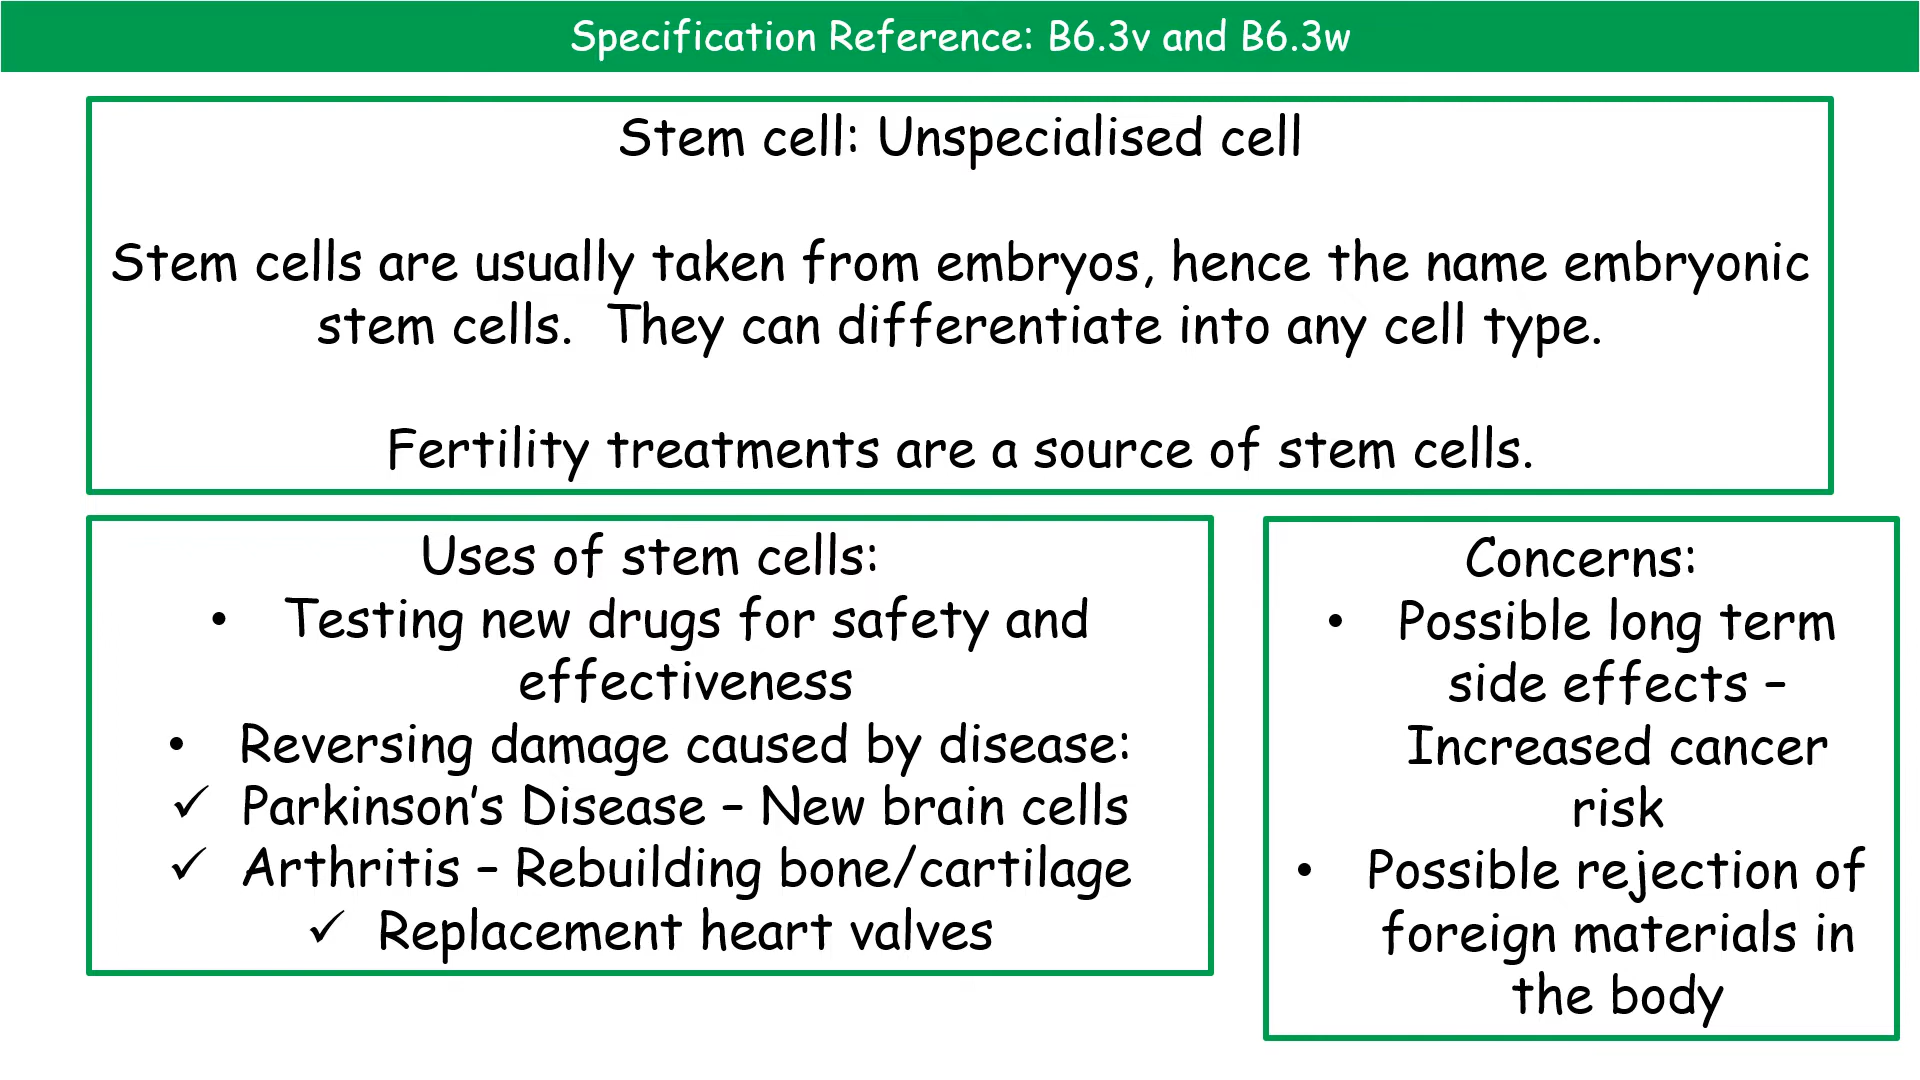 Specification Reference: B6.3v and B6.3w
Stem cell: Unspecialised cell
Stem cells are usually taken from embryos, hence the name embryonic
stem cells.  They can differentiate into any cell type.
Fertility treatments are a source of stem cells.
Uses of stem cells:
• Testing new drugs for safety and
effectiveness
• Reversing damage caused by disease:
✓ Parkinson’s Disease – New brain cells
✓ Arthritis – Rebuilding bone/cartilage
✓ Replacement heart valves
Concerns:
• Possible long term
side effects –
Increased cancer
risk
• Possible rejection of
foreign materials in
the body